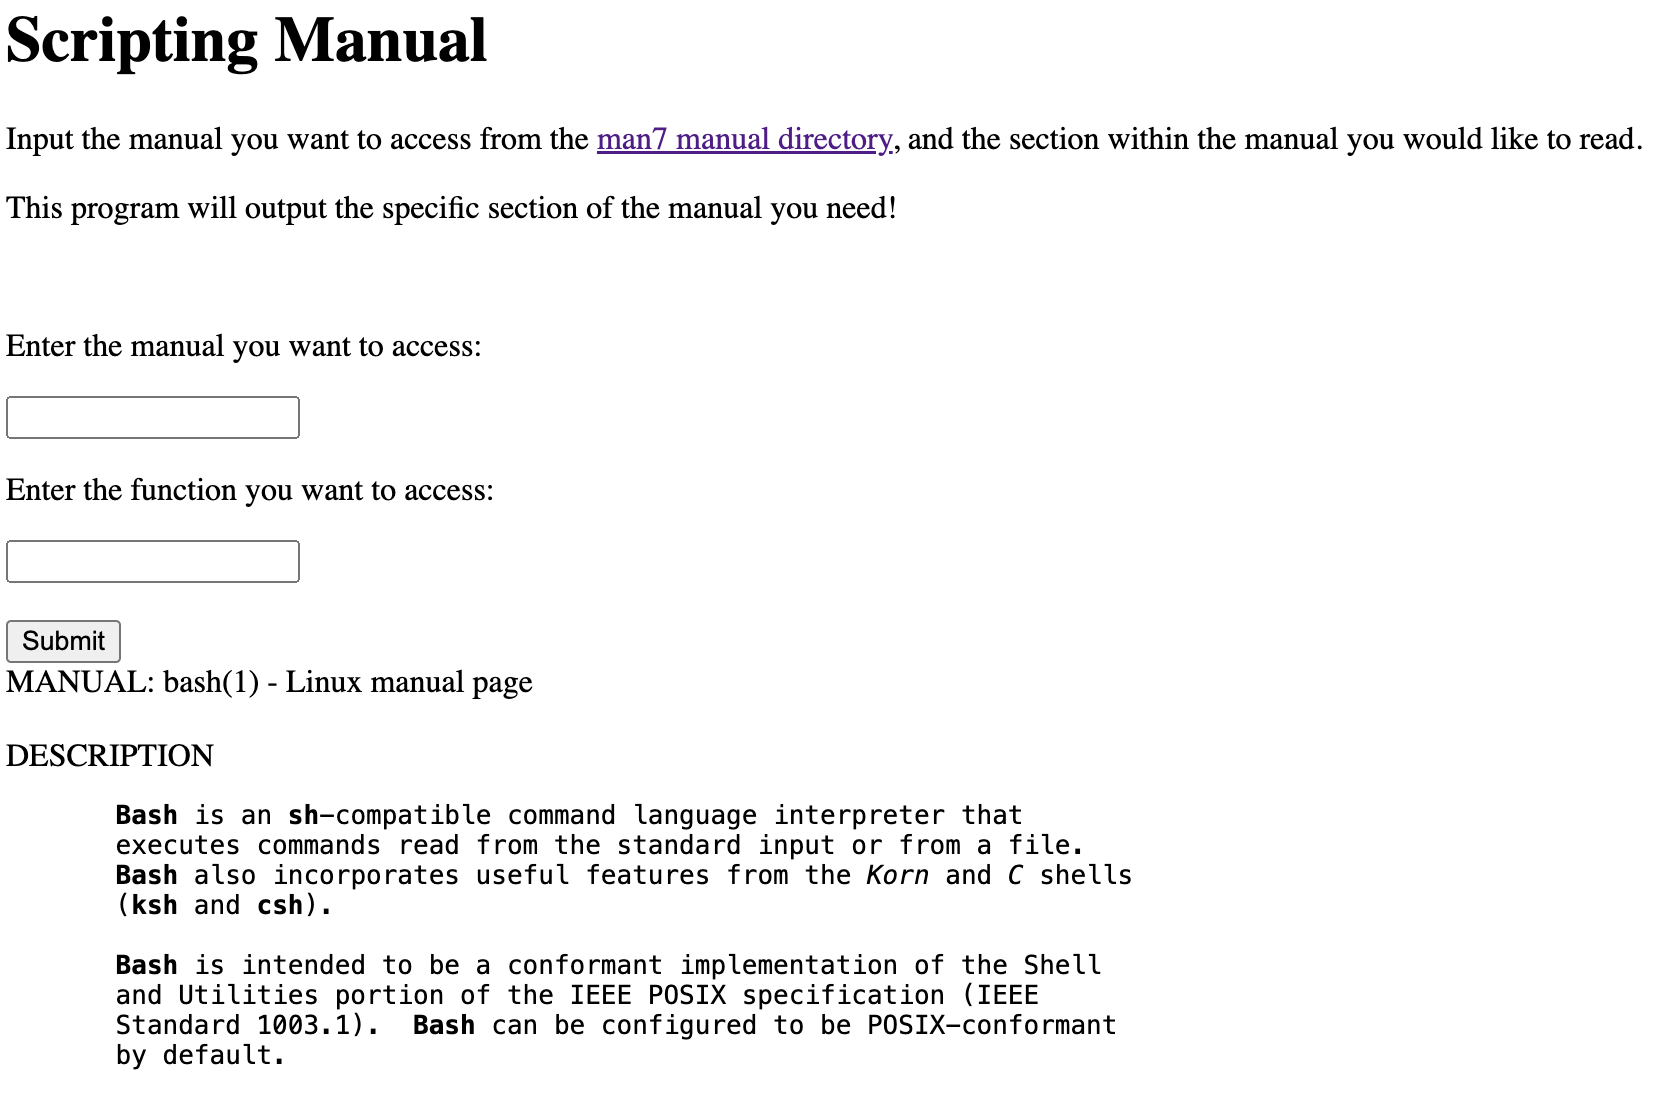 Scripting Manual
Input the manual you want to access from the man7 manual directory, and the section within the manual you would like to read.
This program will output the specific section of the manual you need!
Enter the manual you want to access:
Enter the function you want to access:
Submit
MANUAL: bash(1) - Linux manual page
DESCRIPTION
Bash is an sh-compatible command language interpreter that
executes commands read from the standard input or from a file.
Bash also incorporates useful features from the Korn and C shells
(ksh and csh).
Bash is intended to be a conformant implementation of the Shell
and Utilities portion of the IEEE POSIX specification (IEEE
Standard 1003.1).  Bash can be configured to be POSIX-conformant
by default.